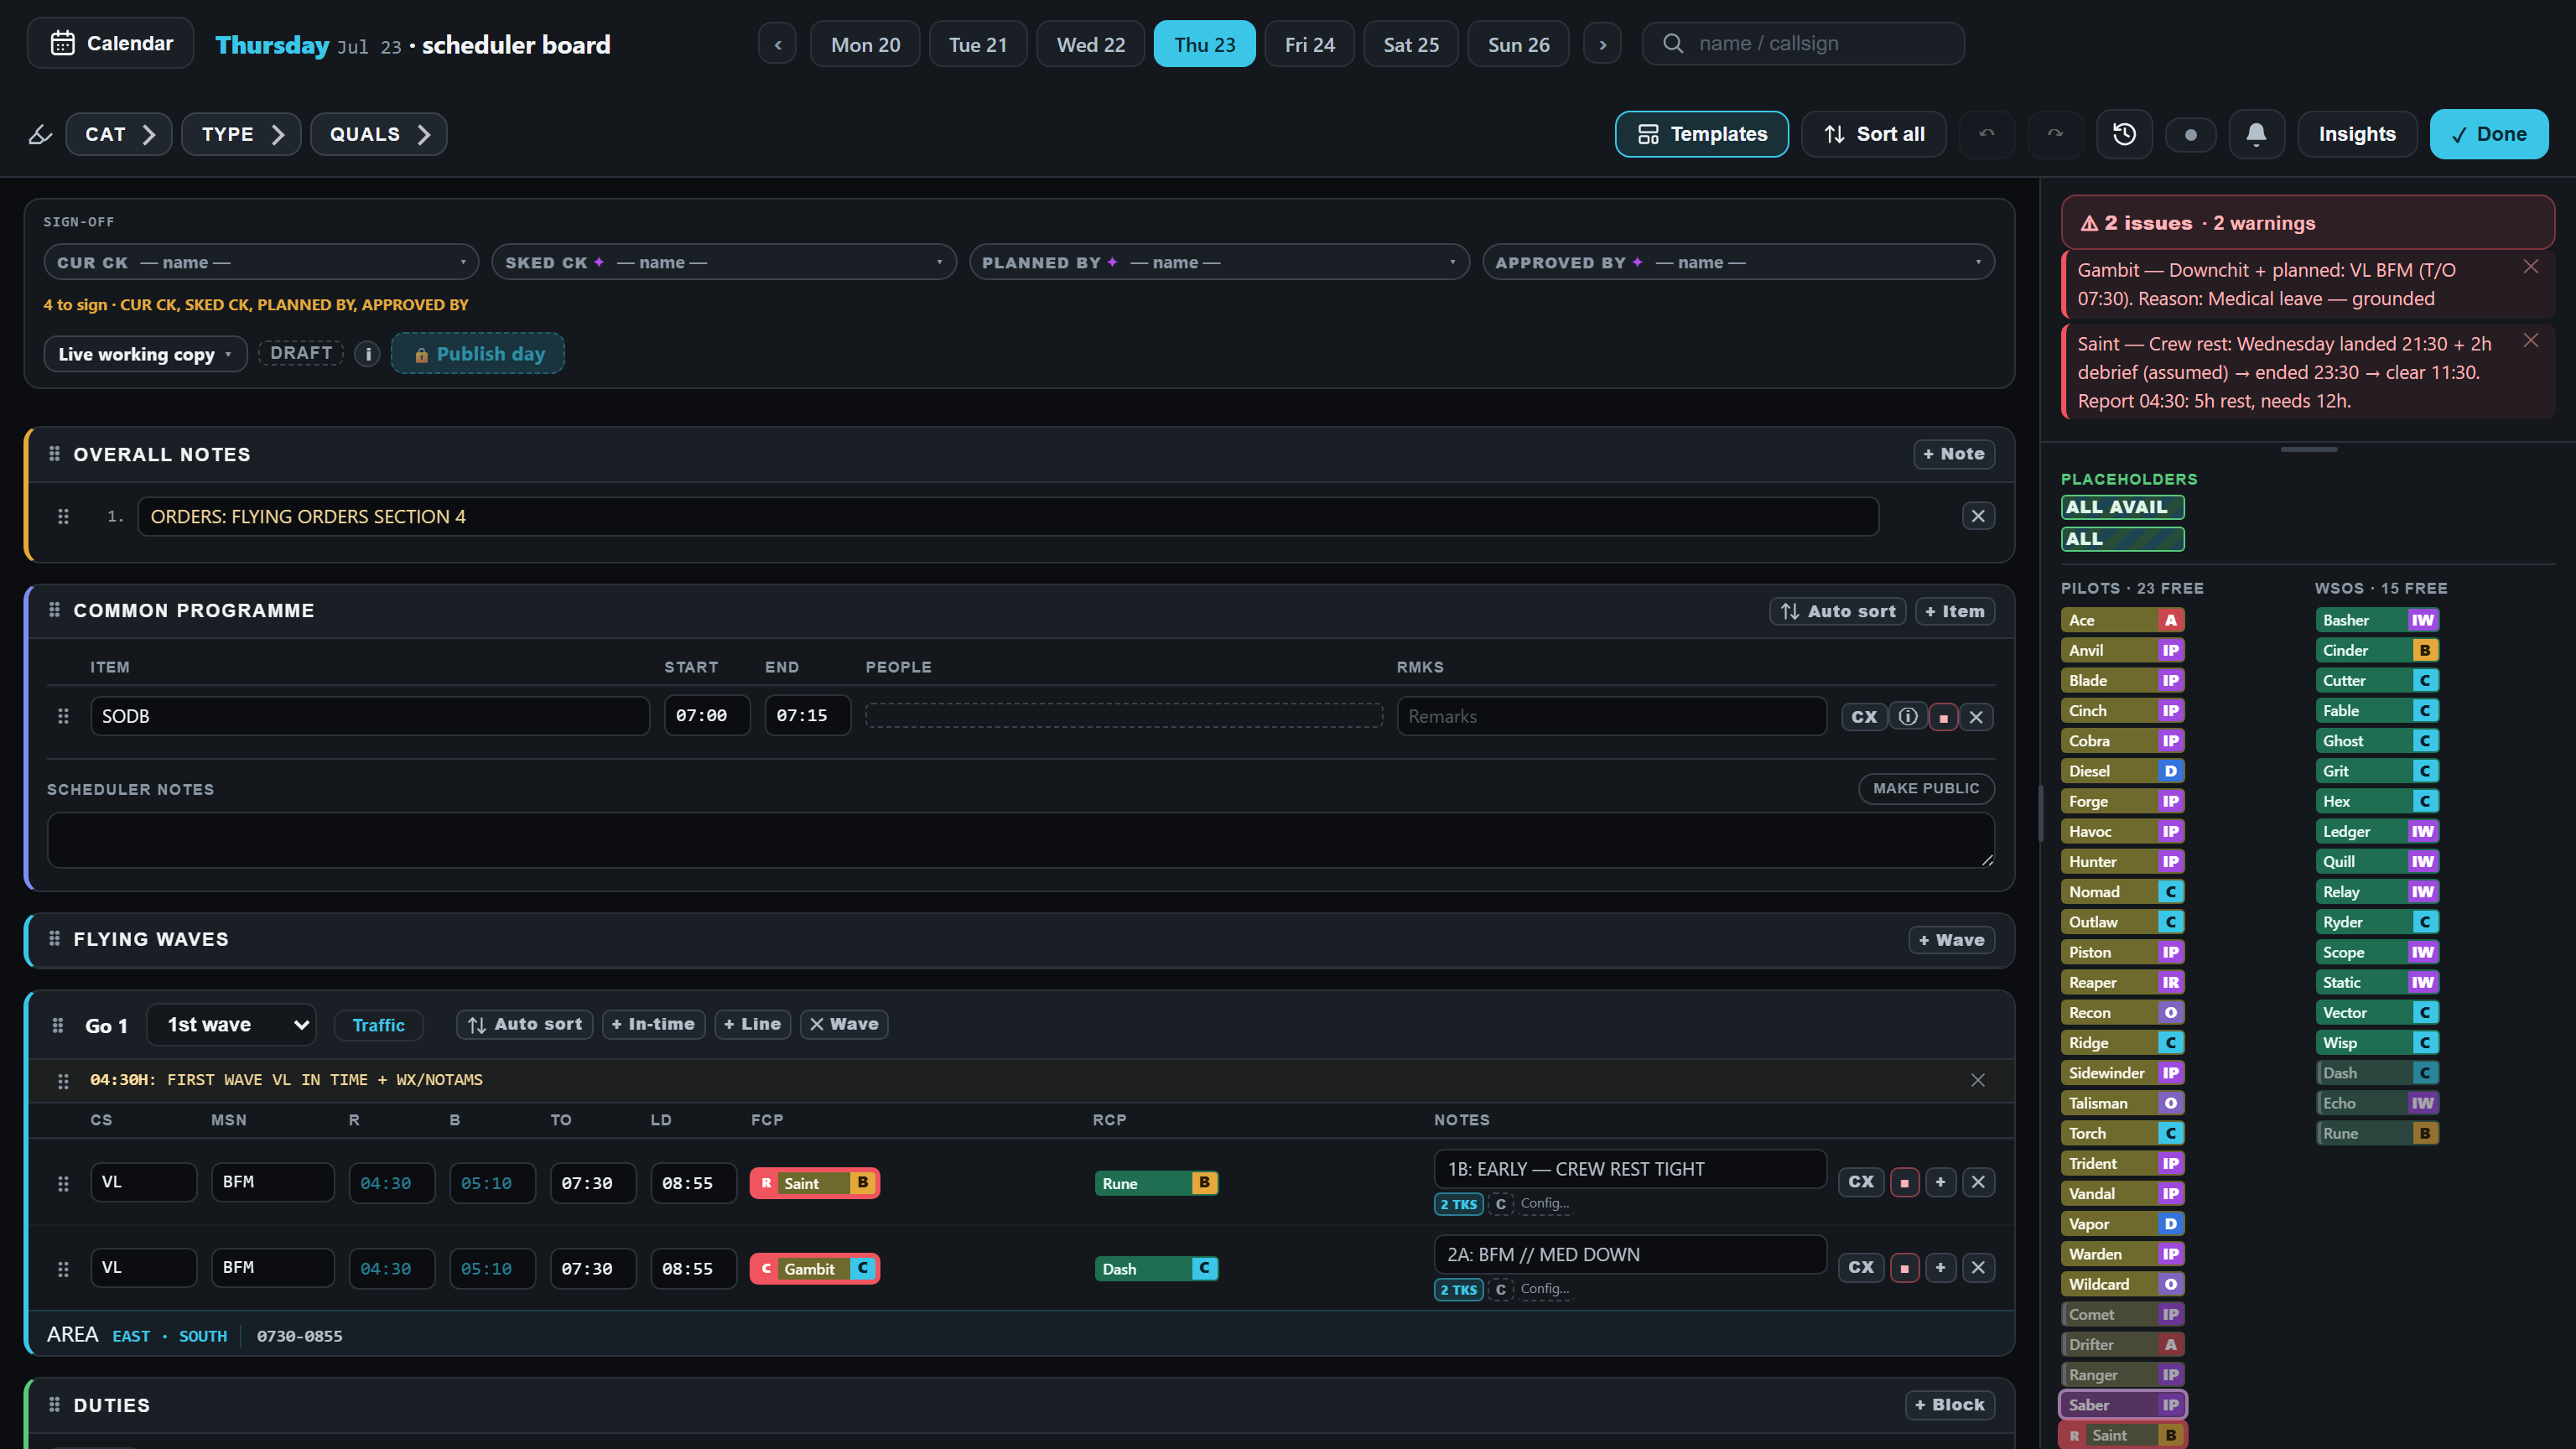 Calendar
Thursday Jul 23 · scheduler board
‹ Mon 20 Tue 21 Wed 22 Thu 23 Fri 24 Sat 25 Sun 26 ›
name / callsign
CAT TYPE QUALS
Templates Sort all Insights ✓ Done
SIGN-OFF
CUR CK — name —
SKED CK ✦ — name —
PLANNED BY ✦ — name —
APPROVED BY ✦ — name —
4 to sign · CUR CK, SKED CK, PLANNED BY, APPROVED BY
Live working copy DRAFT i Publish day
OVERALL NOTES + Note
1. ORDERS: FLYING ORDERS SECTION 4
COMMON PROGRAMME Auto sort + Item
ITEM START END PEOPLE RMKS
SODB 07:00 07:15 Remarks CX
SCHEDULER NOTES MAKE PUBLIC
FLYING WAVES + Wave
Go 1 1st wave Traffic Auto sort + In-time + Line ✕ Wave
04:30H: FIRST WAVE VL IN TIME + WX/NOTAMS
CS MSN R B TO LD FCP RCP NOTES
VL BFM 04:30 05:10 07:30 08:55 R Saint B Rune B 1B: EARLY — CREW REST TIGHT CX +
2 TKS C Config...
VL BFM 04:30 05:10 07:30 08:55 C Gambit C Dash C 2A: BFM // MED DOWN CX +
2 TKS C Config...
AREA EAST · SOUTH 0730-0855
DUTIES + Block
⚠ 2 issues · 2 warnings
Gambit — Downchit + planned: VL BFM (T/O
07:30). Reason: Medical leave — grounded
Saint — Crew rest: Wednesday landed 21:30 + 2h
debrief (assumed) → ended 23:30 → clear 11:30.
Report 04:30: 5h rest, needs 12h.
PLACEHOLDERS
ALL AVAIL
ALL
PILOTS · 23 FREE
Ace A
Anvil IP
Blade IP
Cinch IP
Cobra IP
Diesel D
Forge IP
Havoc IP
Hunter IP
Nomad C
Outlaw C
Piston IP
Reaper IR
Recon O
Ridge C
Sidewinder IP
Talisman O
Torch C
Trident IP
Vandal IP
Vapor D
Warden IP
Wildcard O
Comet IP
Drifter A
Ranger IP
Saber IP
R Saint B
WSOS · 15 FREE
Basher IW
Cinder B
Cutter C
Fable C
Ghost C
Grit C
Hex C
Ledger IW
Quill IW
Relay IW
Ryder C
Scope IW
Static IW
Vector C
Wisp C
Dash C
Echo IW
Rune B